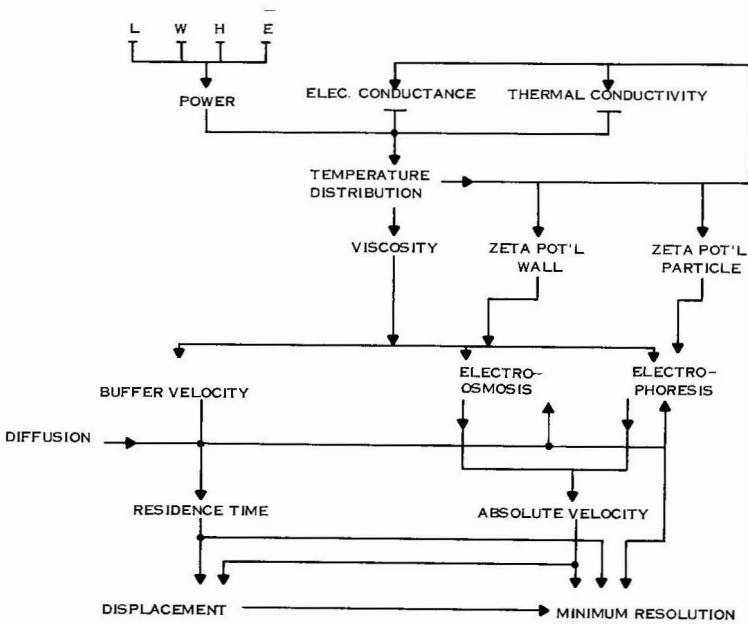 L W H E̅
POWER
ELEC. CONDUCTANCE
THERMAL CONDUCTIVITY
TEMPERATURE
DISTRIBUTION
VISCOSITY
ZETA POT'L
WALL
ZETA POT'L
PARTICLE
BUFFER VELOCITY
ELECTRO-
OSMOSIS
ELECTRO-
PHORESIS
DIFFUSION
RESIDENCE TIME
ABSOLUTE VELOCITY
DISPLACEMENT
MINIMUM RESOLUTION